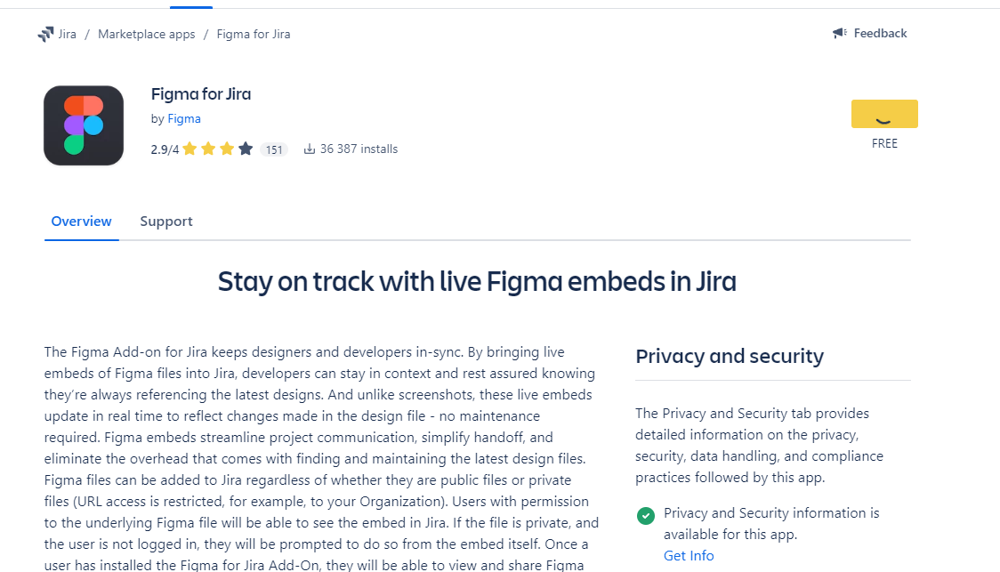 Jira / Marketplace apps / Figma for Jira
Feedback
Figma for Jira
by Figma
2.9/4 151 36 387 installs
FREE
Overview Support
Stay on track with live Figma embeds in Jira
The Figma Add-on for Jira keeps designers and developers in-sync. By bringing live
embeds of Figma files into Jira, developers can stay in context and rest assured knowing
they’re always referencing the latest designs. And unlike screenshots, these live embeds
update in real time to reflect changes made in the design file - no maintenance
required. Figma embeds streamline project communication, simplify handoff, and
eliminate the overhead that comes with finding and maintaining the latest design files.
Figma files can be added to Jira regardless of whether they are public files or private
files (URL access is restricted, for example, to your Organization). Users with permission
to the underlying Figma file will be able to see the embed in Jira. If the file is private, and
the user is not logged in, they will be prompted to do so from the embed itself. Once a
user has installed the Figma for Jira Add-On, they will be able to view and share Figma
Privacy and security
The Privacy and Security tab provides
detailed information on the privacy,
security, data handling, and compliance
practices followed by this app.
Privacy and Security information is
available for this app.
Get Info